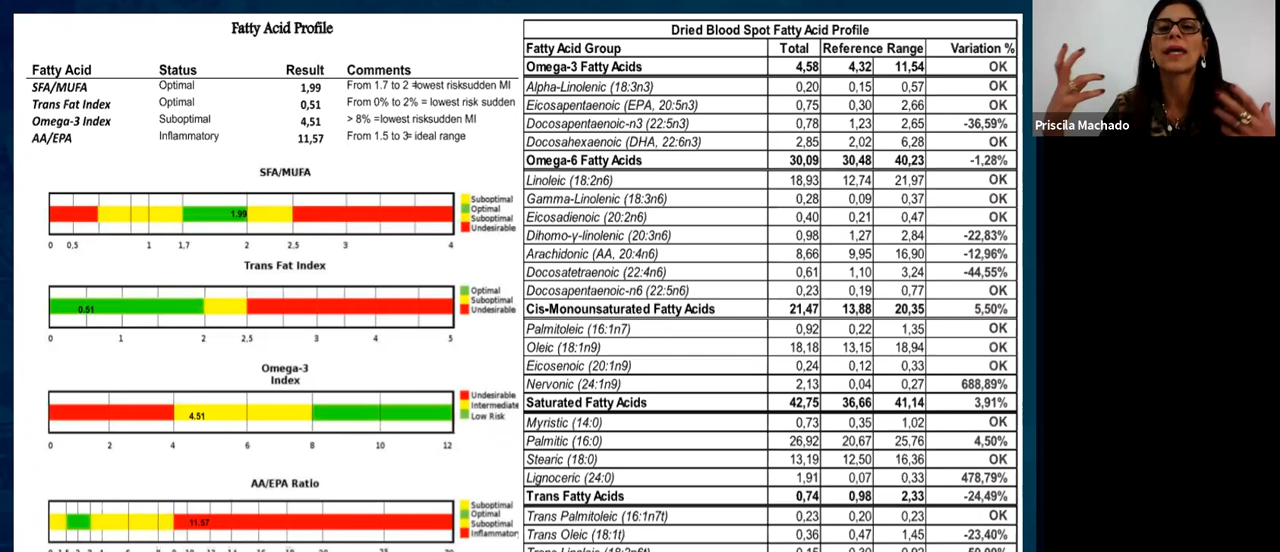 Fatty Acid Profile
Fatty Acid Status Result Comments
SFA/MUFA Optimal 1,99 From 1.7 to 2 =lowest risksudden MI
Trans Fat Index Optimal 0,51 From 0% to 2% = lowest risk sudden
Omega-3 Index Suboptimal 4,51 > 8% =lowest riskudden MI
AA/EPA Inflammatory 11,57 From 1.5 to 3= ideal range
SFA/MUFA
1.99
Suboptimal
Optimal
Suboptimal
Undesirable
0 0,5 1 1,7 2 2,5 3 4
Trans Fat Index
0.51
Optimal
Suboptimal
Undesirable
0 1 2 2,5 3 4 5
Omega-3
Index
4.51
Undesirable
Intermediate
Low Risk
0 2 4 6 8 10 12
AA/EPA Ratio
11.57
Suboptimal
Optimal
Suboptimal
Inflammator
Dried Blood Spot Fatty Acid Profile
Fatty Acid Group Total Reference Range Variation %
Omega-3 Fatty Acids 4,58 4,32 11,54 OK
Alpha-Linolenic (18:3n3) 0,20 0,15 0,57 OK
Eicosapentaenoic (EPA, 20:5n3) 0,75 0,30 2,66 OK
Docosapentaenoic-n3 (22:5n3) 0,78 1,23 2,65 -36,59%
Docosahexaenoic (DHA, 22:6n3) 2,85 2,02 6,28 OK
Omega-6 Fatty Acids 30,09 30,48 40,23 -1,28%
Linoleic (18:2n6) 18,93 12,74 21,97 OK
Gamma-Linolenic (18:3n6) 0,28 0,09 0,37 OK
Eicosadienoic (20:2n6) 0,40 0,21 0,47 OK
Dihomo-γ-linolenic (20:3n6) 0,98 1,27 2,84 -22,83%
Arachidonic (AA, 20:4n6) 8,66 9,95 16,90 -12,96%
Docosatetraenoic (22:4n6) 0,61 1,10 3,24 -44,55%
Docosapentaenoic-n6 (22:5n6) 0,23 0,19 0,77 OK
Cis-Monounsaturated Fatty Acids 21,47 13,88 20,35 5,50%
Palmitoleic (16:1n7) 0,92 0,22 1,35 OK
Oleic (18:1n9) 18,18 13,15 18,94 OK
Eicosenoic (20:1n9) 0,24 0,12 0,33 OK
Nervonic (24:1n9) 2,13 0,04 0,27 688,89%
Saturated Fatty Acids 42,75 36,66 41,14 3,91%
Myristic (14:0) 0,73 0,35 1,02 OK
Palmitic (16:0) 26,92 20,67 25,76 4,50%
Stearic (18:0) 13,19 12,50 16,36 OK
Lignoceric (24:0) 1,91 0,07 0,33 478,79%
Trans Fatty Acids 0,74 0,98 2,33 -24,49%
Trans Palmitoleic (16:1n7t) 0,23 0,20 0,23 OK
Trans Oleic (18:1t) 0,36 0,47 1,45 -23,40%
Priscila Machado